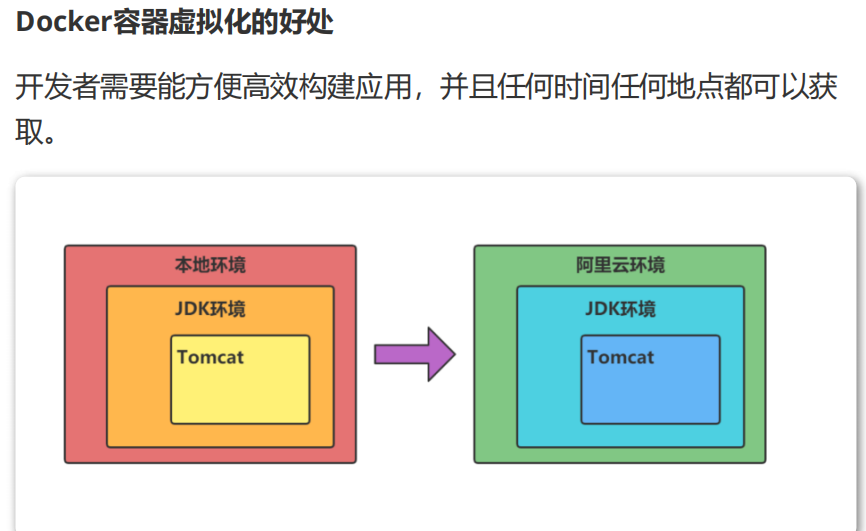 Docker容器虚拟化的好处
开发者需要能方便高效构建应用，并且任何时间任何地点都可以获
取。
本地环境
JDK环境
Tomcat
阿里云环境
JDK环境
Tomcat